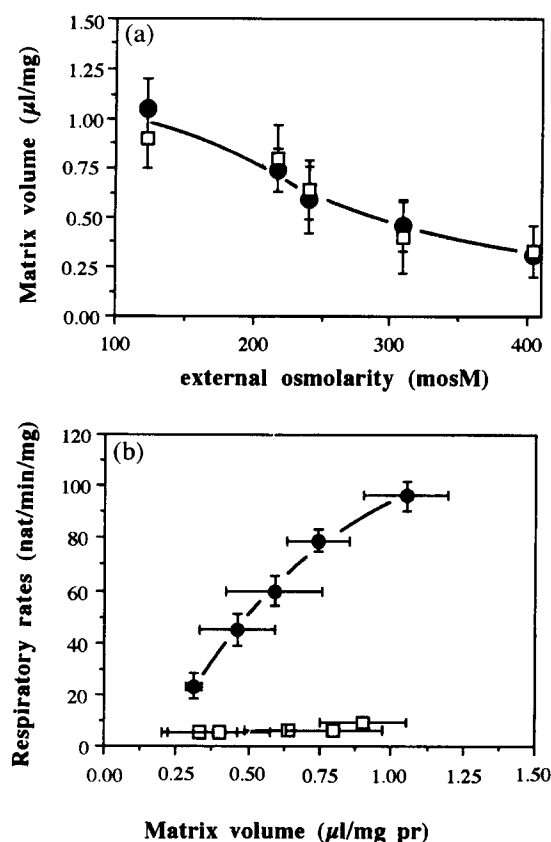 (a)
Matrix volume (µl/mg)
1.50
1.25
1.00
0.75
0.50
0.25
0.00
100 200 300 400
external osmolarity (mosM)
(b)
Respiratory rates (nat/min/mg)
120
100
80
60
40
20
0
0.00 0.25 0.50 0.75 1.00 1.25 1.50
Matrix volume (µl/mg pr)